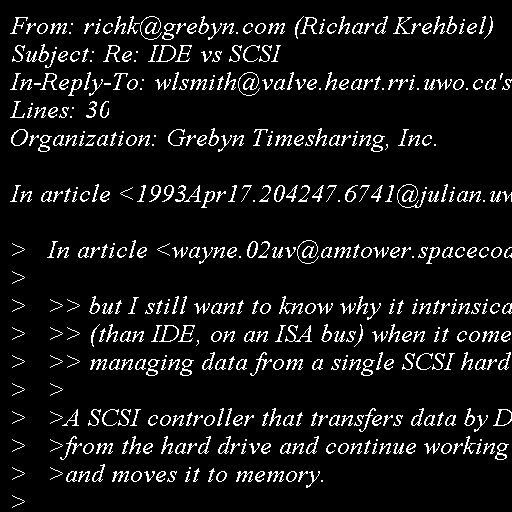 From: richk@grebyn.com (Richard Krehbiel)
Subject: Re: IDE vs SCSI
In-Reply-To: wlsmith@valve.heart.rri.uwo.ca's
Lines: 30
Organization: Grebyn Timesharing, Inc.
In article <1993Apr17.204247.6741@julian.uw
>   In article <wayne.02uv@amtower.spacecoa
>
>   >> but I still want to know why it intrinsica
>   >> (than IDE, on an ISA bus) when it come
>   >> managing data from a single SCSI hard
>   >
>   >A SCSI controller that transfers data by D
>   >from the hard drive and continue working
>   >and moves it to memory.
>